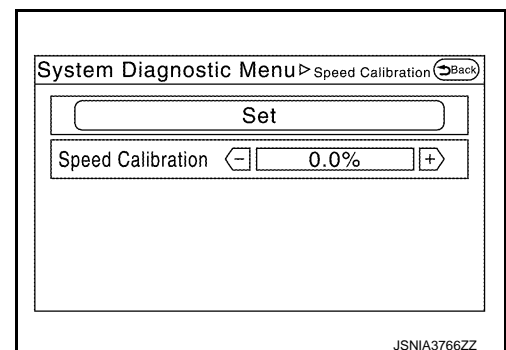 System Diagnostic Menu▷ Speed Calibration Back
Set
Speed Calibration - 0.0% +
JSNIA3766ZZ